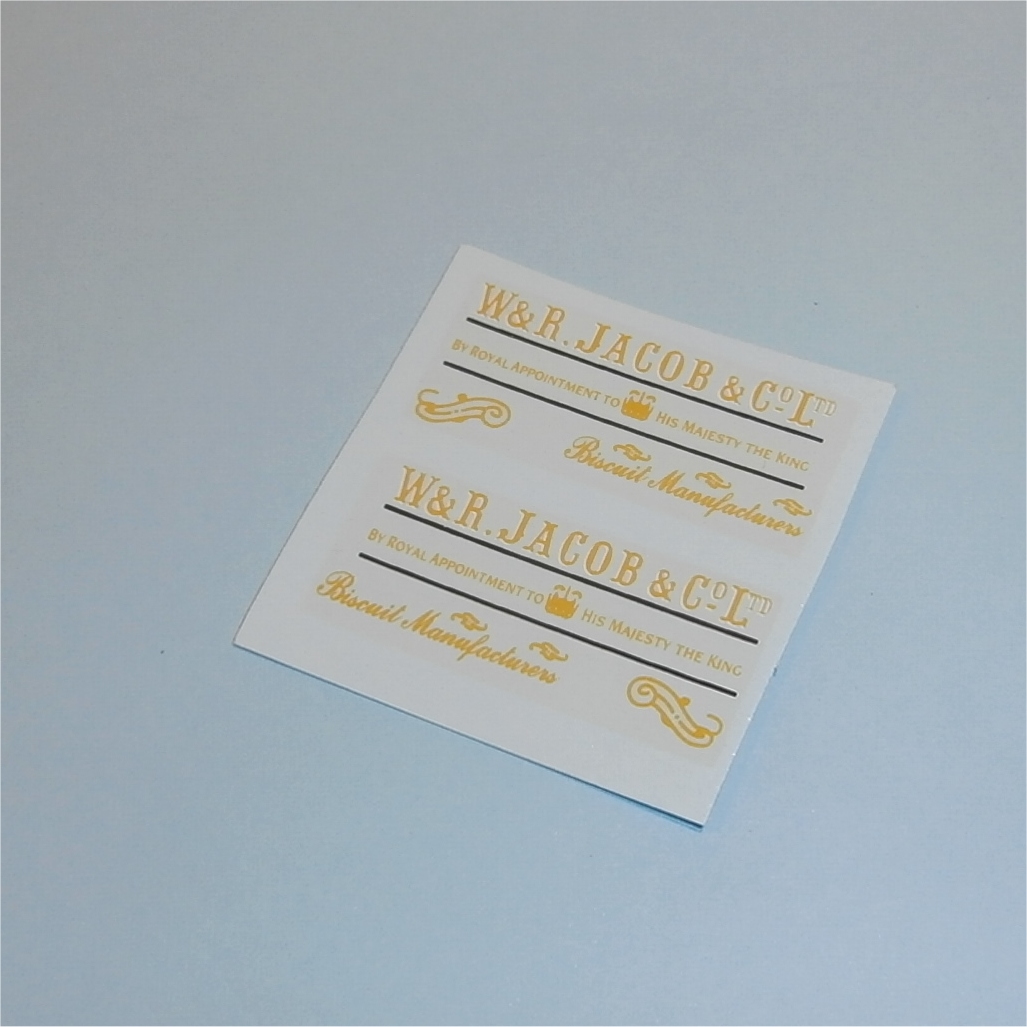 W & R. JACOB & Co LTD
BY ROYAL APPOINTMENT TO HIS MAJESTY THE KING
Biscuit Manufacturers
W & R. JACOB & Co LTD
BY ROYAL APPOINTMENT TO HIS MAJESTY THE KING
Biscuit Manufacturers